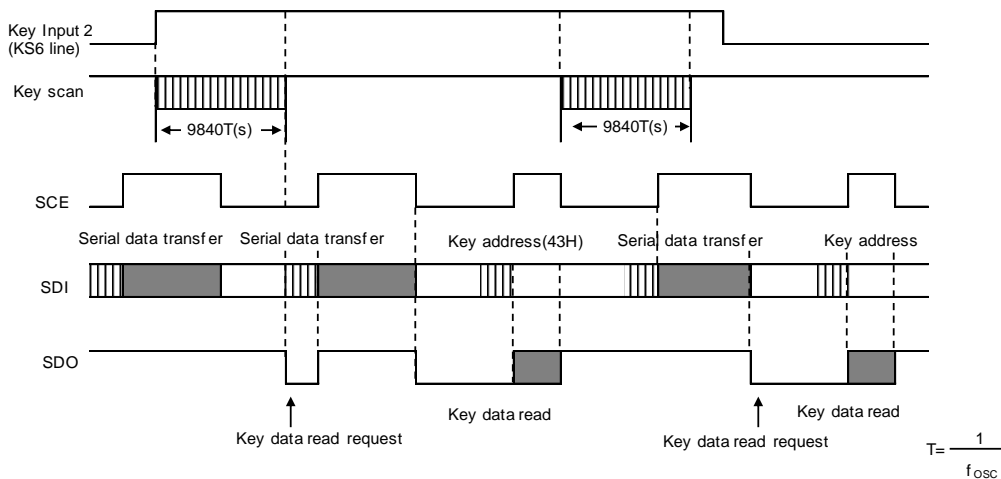 Key Input 2
(KS6 line)
Key scan
9840T(s)
9840T(s)
SCE
Serial data transfer
Serial data transfer
Key address(43H)
Serial data transfer
Key address
SDI
SDO
Key data read request
Key data read
Key data read request
Key data read
T= 1
fOSC